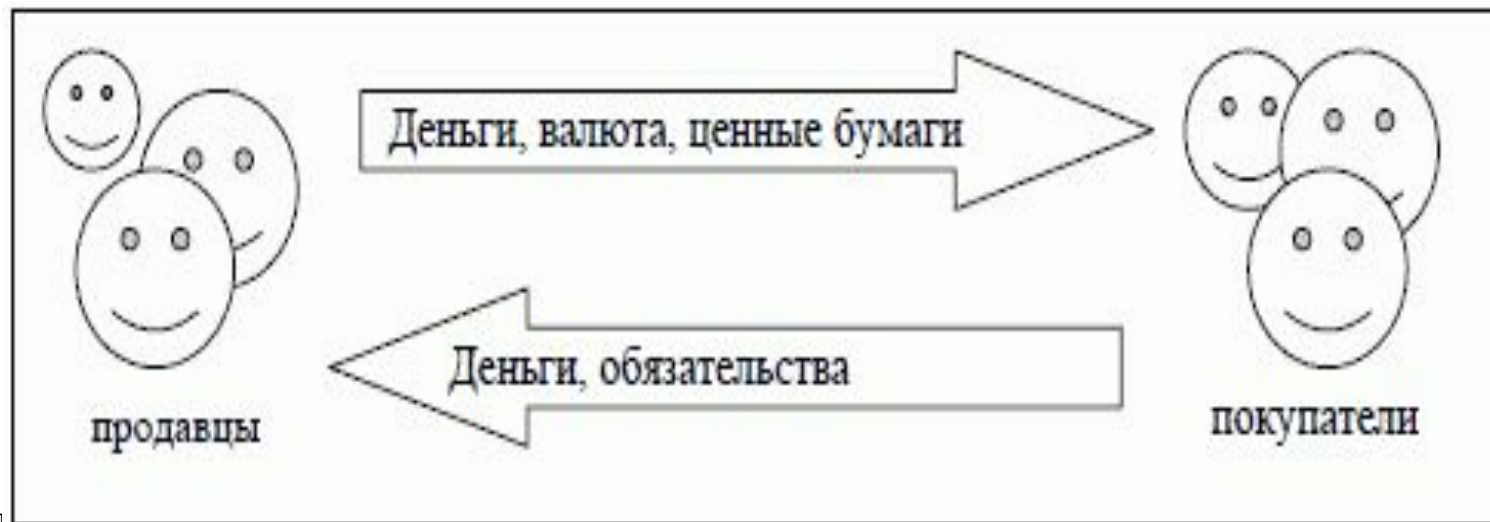 Деньги, валюта, ценные бумаги
Деньги, обязательства
продавцы
покупатели